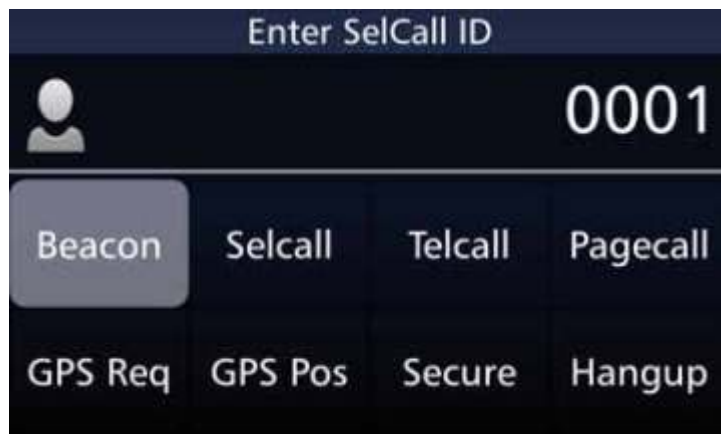 Enter SelCall ID
0001
Beacon Selcall Telcall Pagecall
GPS Req GPS Pos Secure Hangup